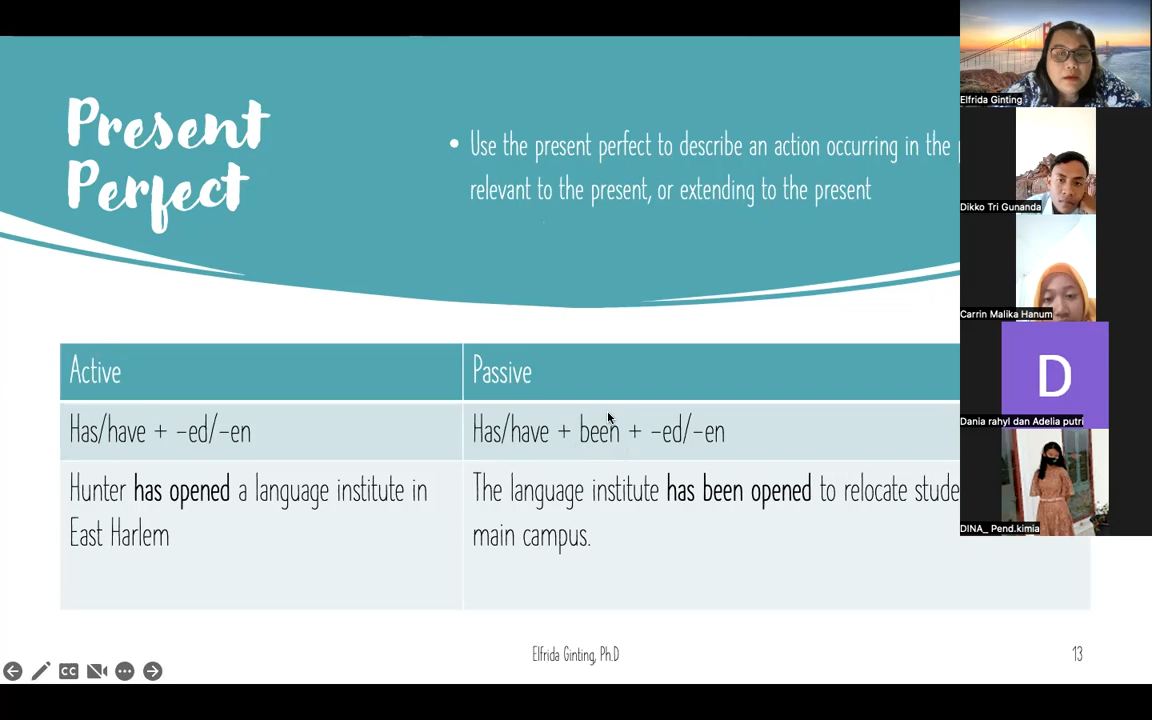 Present
Perfect
• Use the present perfect to describe an action occurring in the
relevant to the present, or extending to the present
Active
Passive
Has/have + -ed/-en
Has/have + been + -ed/-en
Hunter has opened a language institute in
East Harlem
The language institute has been opened to relocate stude
main campus.
Elfrida Ginting, Ph.D
13
CC
Elfrida Ginting
Dikko Tri Gunanda
Carrin Malika Hanum
D
Dania rahyl dan Adelia putri
DINA_ Pend.kimia